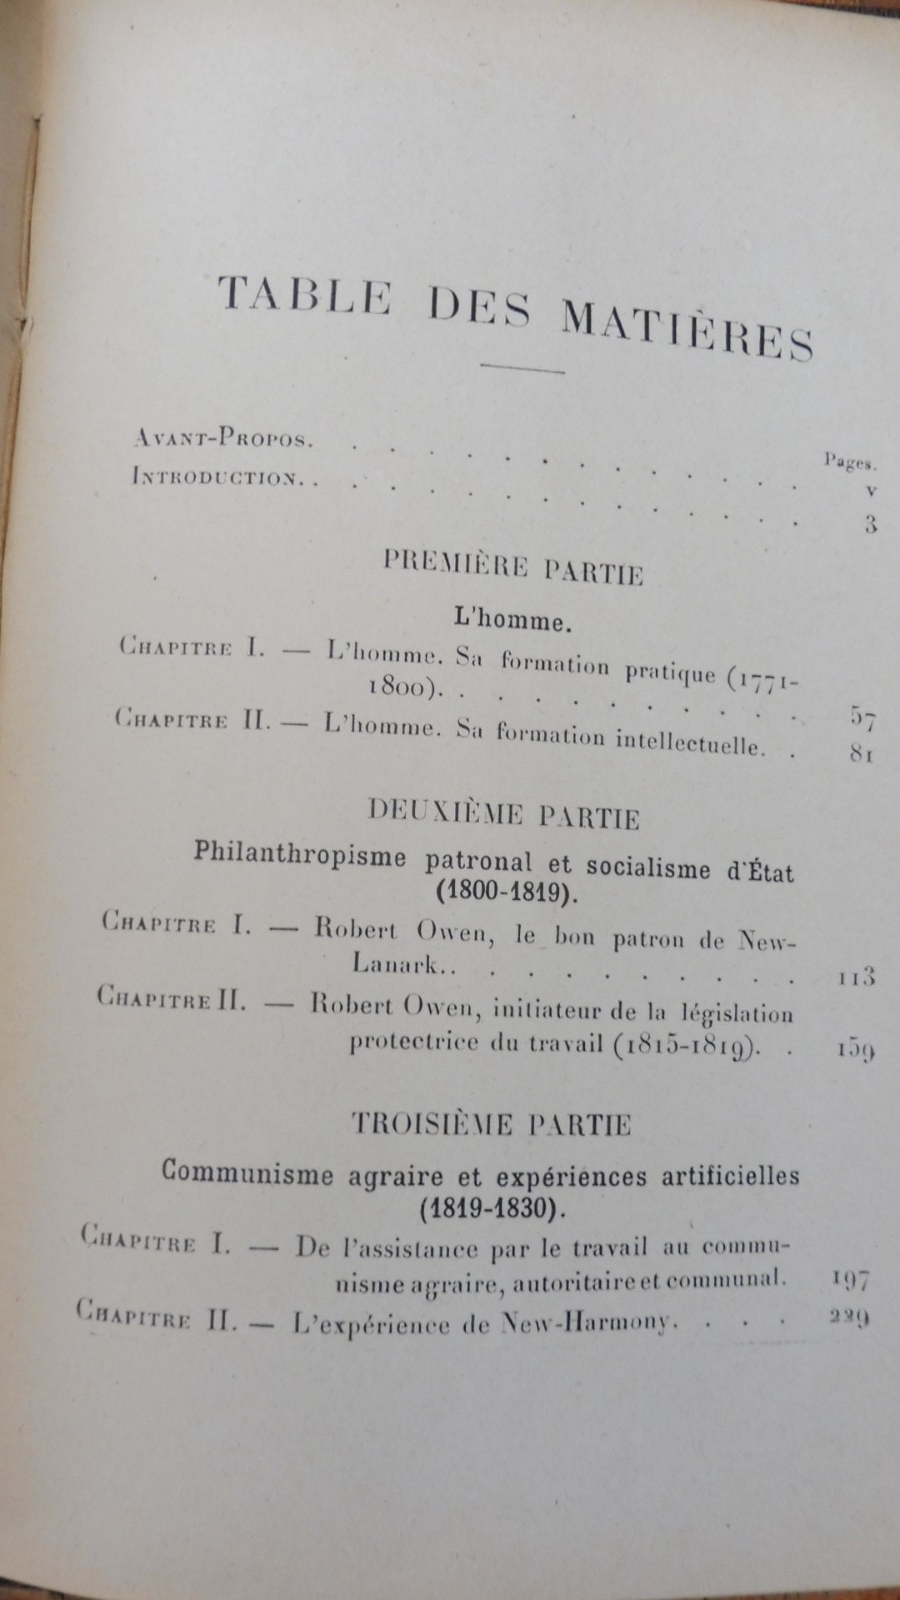 TABLE DES MATIÈRES
Pages.
AVANT-PROPOS. . . . . . . . . . . . . . v
INTRODUCTION. . . . . . . . . . . . . . . 3
PREMIÈRE PARTIE
L'homme.
CHAPITRE I. — L'homme. Sa formation pratique (1771-
1800). . . . . . . . . . . 57
CHAPITRE II. — L'homme. Sa formation intellectuelle. . 81
DEUXIÈME PARTIE
Philanthropisme patronal et socialisme d'État
(1800-1819).
CHAPITRE I. — Robert Owen, le bon patron de New-
Lanark. . . . . . . . . . . 113
CHAPITRE II. — Robert Owen, initiateur de la législation
protectrice du travail (1815-1819). . 159
TROISIÈME PARTIE
Communisme agraire et expériences artificielles
(1819-1830).
CHAPITRE I. — De l'assistance par le travail au commu-
nisme agraire, autoritaire et communal. 197
CHAPITRE II. — L'expérience de New-Harmony. . . . 229